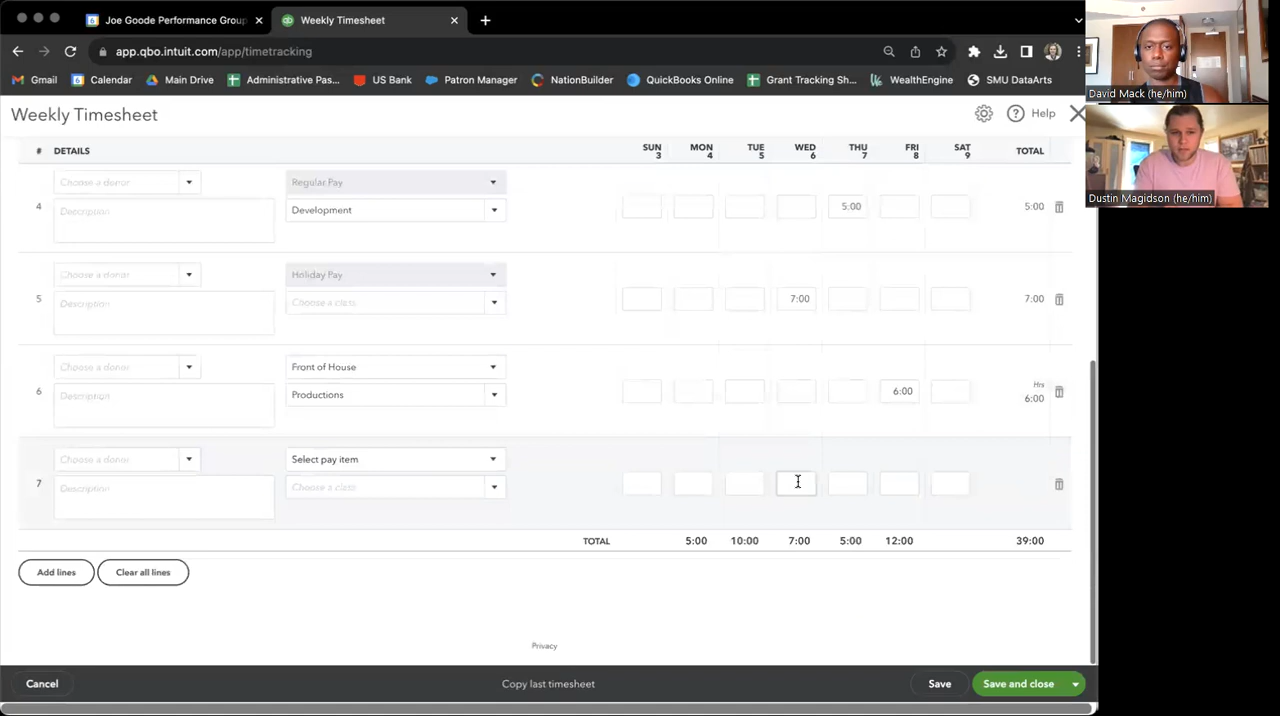 Joe Goode Performance Group
Weekly Timesheet
app.qbo.intuit.com/app/timetracking
Gmail
Calendar
Main Drive
Administrative Pas...
US Bank
Patron Manager
NationBuilder
QuickBooks Online
Grant Tracking Sh...
WealthEngine
SMU DataArts
David Mack (he/him)
Dustin Magidson (he/him)
Weekly Timesheet
Help
# DETAILS SUN 3 MON 4 TUE 5 WED 6 THU 7 FRI 8 SAT 9 TOTAL
Choose a donor Regular Pay
4 Description Development 5:00 5:00
Choose a donor Holiday Pay
5 Description Choose a class 7:00 7:00
Choose a donor Front of House
6 Description Productions 6:00 Hrs 6:00
Choose a donor Select pay item
7 Description Choose a class
TOTAL 5:00 10:00 7:00 5:00 12:00 39:00
Add lines Clear all lines
Privacy
Cancel Copy last timesheet Save Save and close